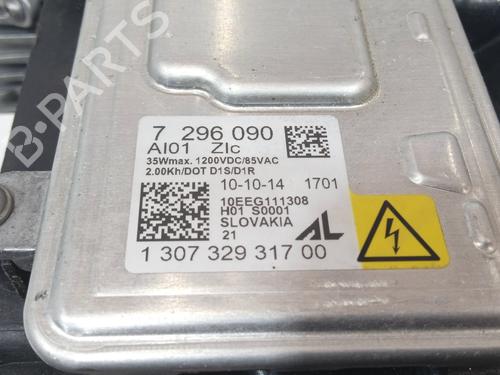 B-PARTS
7 296 090
AI01 ZIc
35Wmax. 1200VDC/85VAC
2.00Kh/DOT D1S/D1R
10-10-14 1701
10EEG111308
H01 S0001
SLOVAKIA
21
AL
1 307 329 317 00